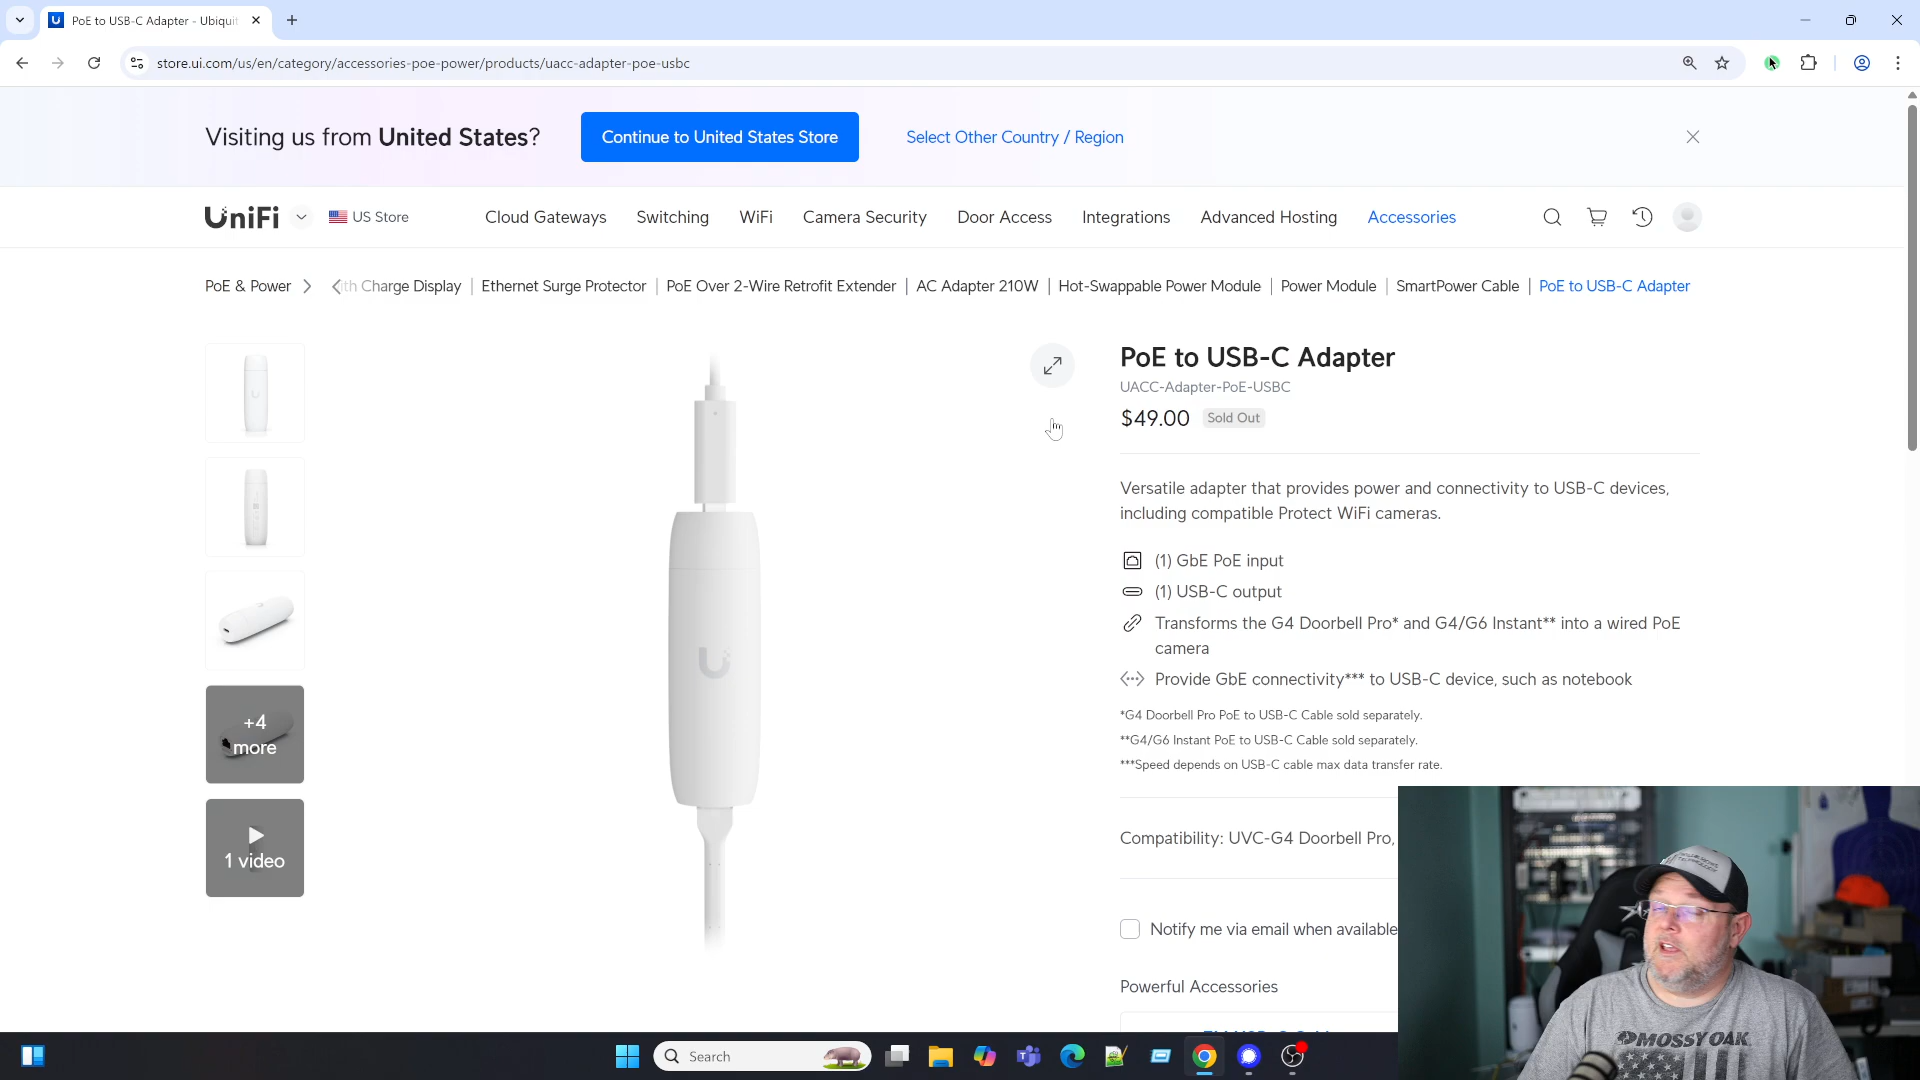 PoE to USB-C Adapter - Ubiquit
store.ui.com/us/en/category/accessories-poe-power/products/uacc-adapter-poe-usbc
Visiting us from United States?
Continue to United States Store
Select Other Country / Region
UniFi
US Store
Cloud Gateways
Switching
WiFi
Camera Security
Door Access
Integrations
Advanced Hosting
Accessories
PoE & Power
th Charge Display
Ethernet Surge Protector
PoE Over 2-Wire Retrofit Extender
AC Adapter 210W
Hot-Swappable Power Module
Power Module
SmartPower Cable
PoE to USB-C Adapter
+4
more
1 video
PoE to USB-C Adapter
UACC-Adapter-PoE-USBC
$49.00 Sold Out
Versatile adapter that provides power and connectivity to USB-C devices,
including compatible Protect WiFi cameras.
(1) GbE PoE input
(1) USB-C output
Transforms the G4 Doorbell Pro* and G4/G6 Instant** into a wired PoE
camera
Provide GbE connectivity*** to USB-C device, such as notebook
*G4 Doorbell Pro PoE to USB-C Cable sold separately.
**G4/G6 Instant PoE to USB-C Cable sold separately.
***Speed depends on USB-C cable max data transfer rate.
Compatibility: UVC-G4 Doorbell Pro,
Notify me via email when available
Powerful Accessories
MOSSY OAK
Search